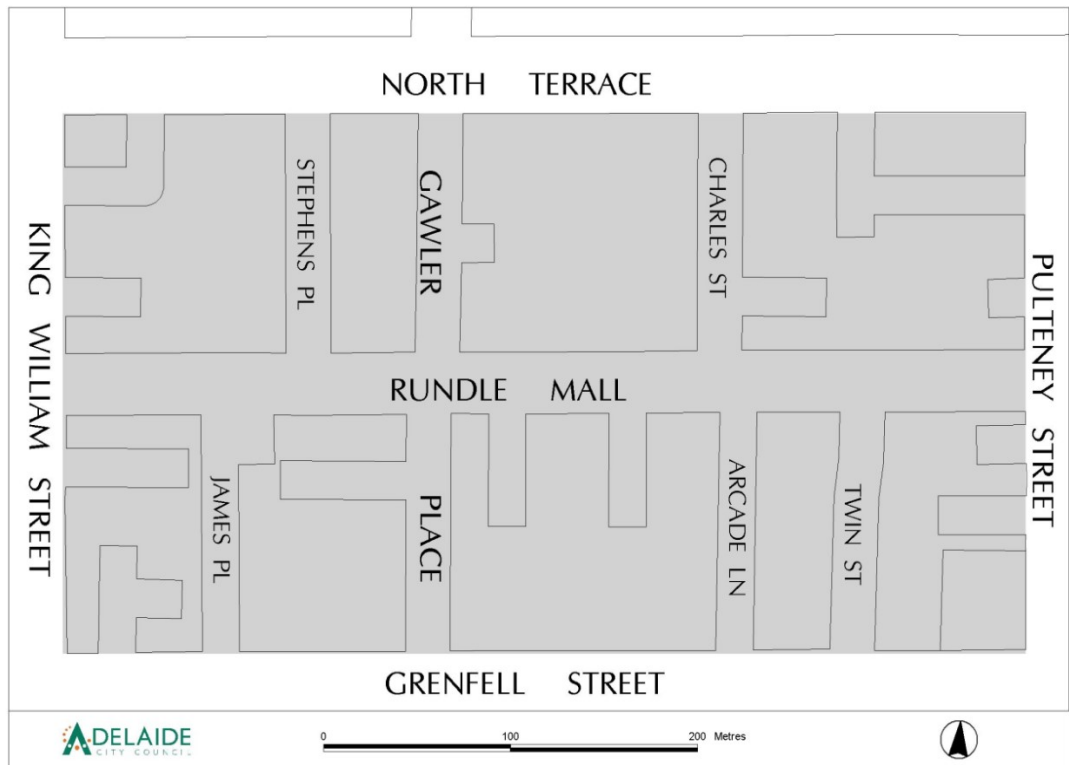 NORTH TERRACE
STEPHENS PL
GAWLER
CHARLES ST
KING WILLIAM STREET
PULTENEY STREET
RUNDLE MALL
JAMES PL
PLACE
ARCADE LN
TWIN ST
GRENFELL STREET
ADELAIDE
CITY COUNCIL
0 100 200 Metres